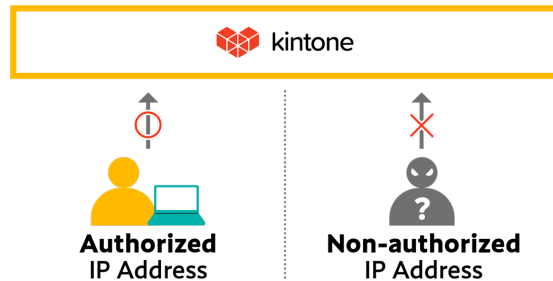 kintone
Authorized
IP Address
?
Non-authorized
IP Address